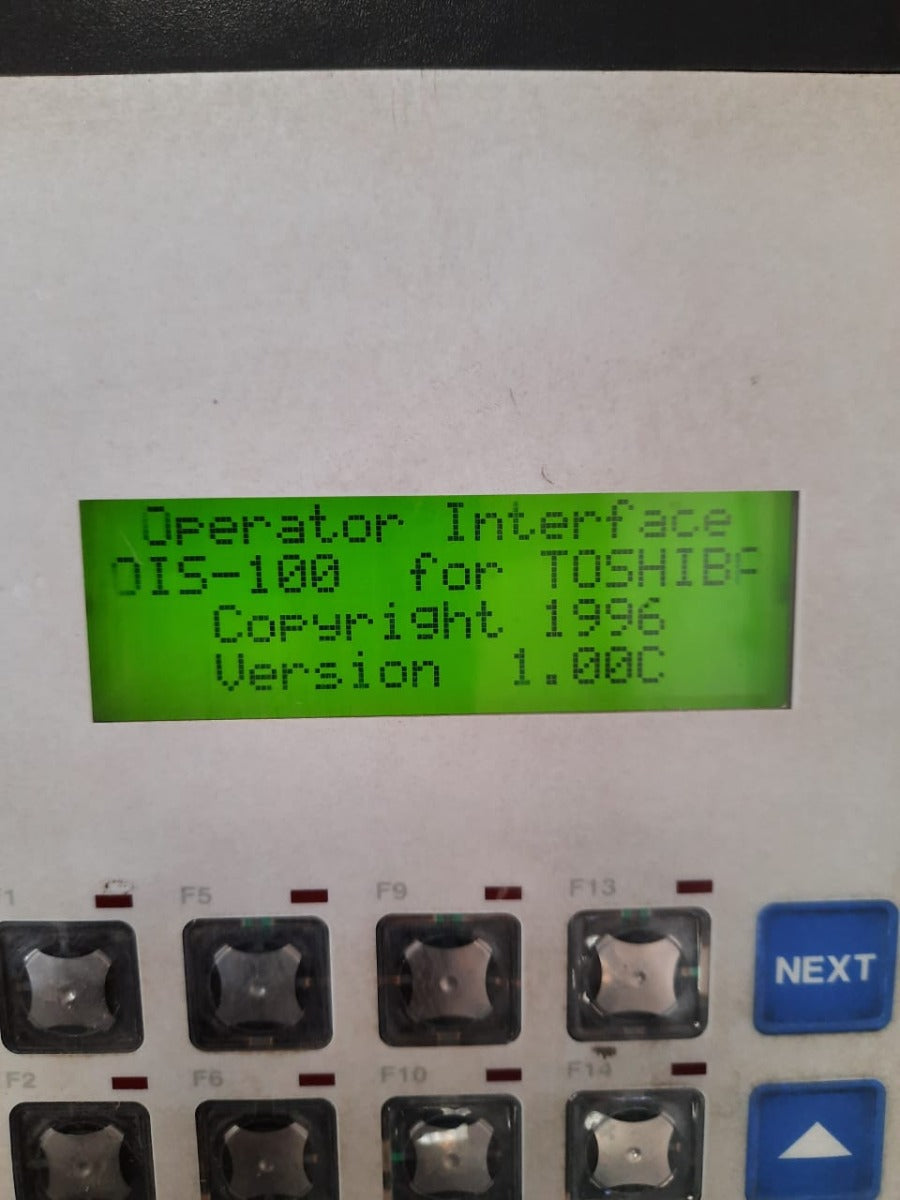 Operator Interface
OIS-100 for TOSHIBA
Copyright 1996
Version 1.00C
F1 F5 F9 F13
NEXT
F2 F6 F10 F14